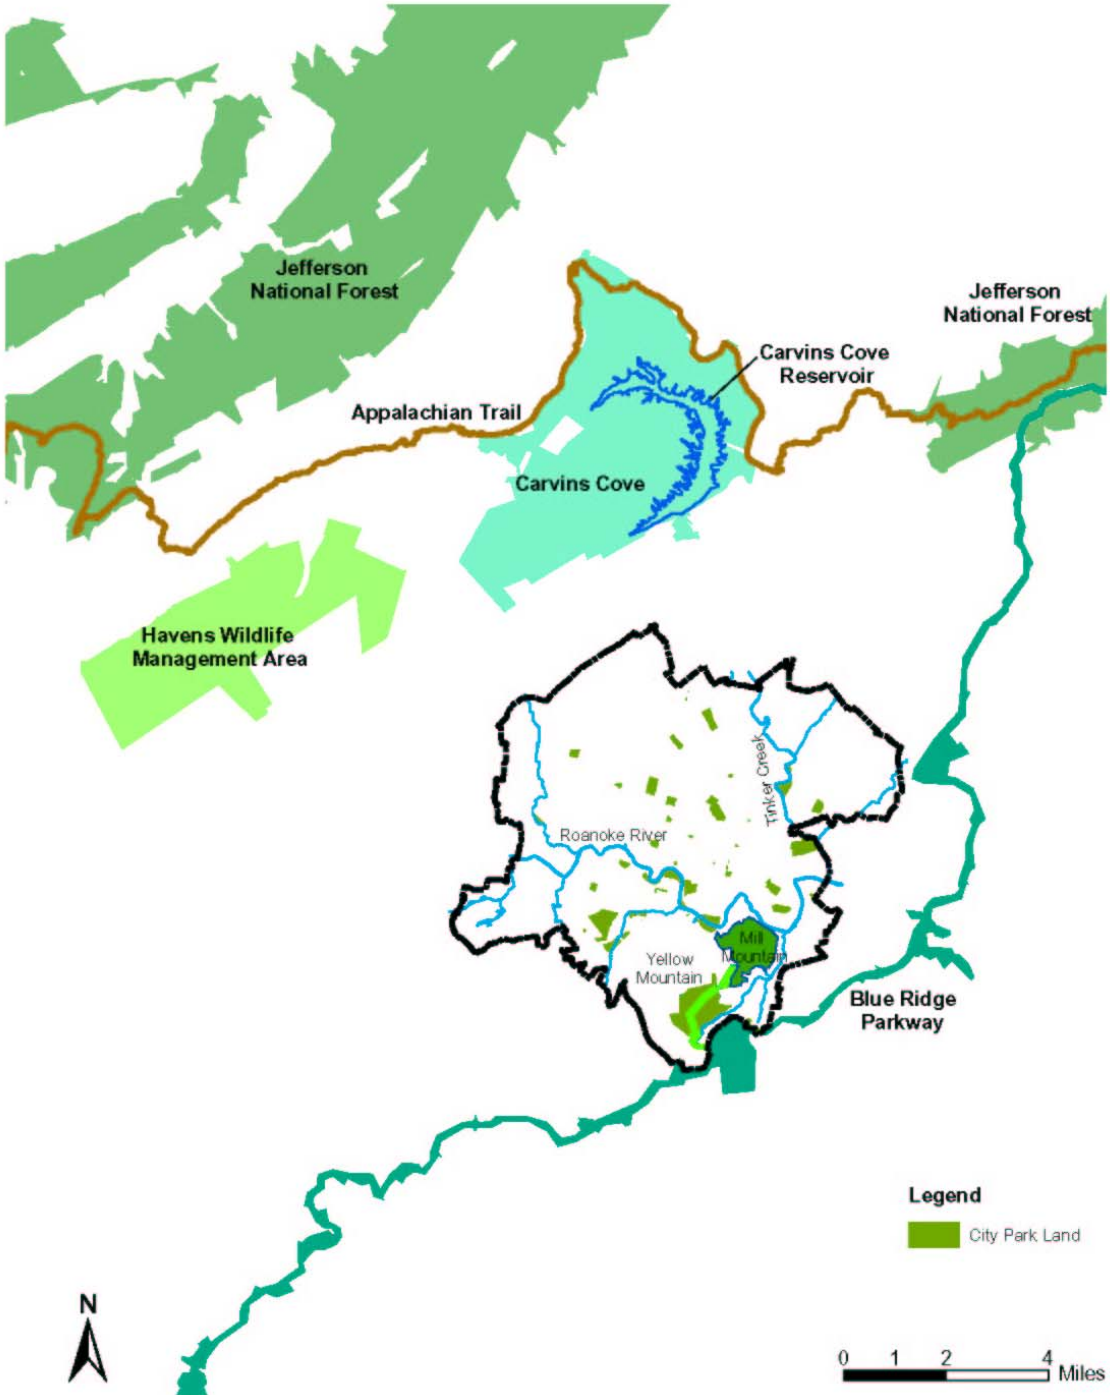 Jefferson
National Forest
Jefferson
National Forest
Carvins Cove
Reservoir
Appalachian Trail
Carvins Cove
Havens Wildlife
Management Area
Tinker Creek
Roanoke River
Mill
Mountain
Yellow
Mountain
Blue Ridge
Parkway
Legend
City Park Land
N
0 1 2 4
Miles